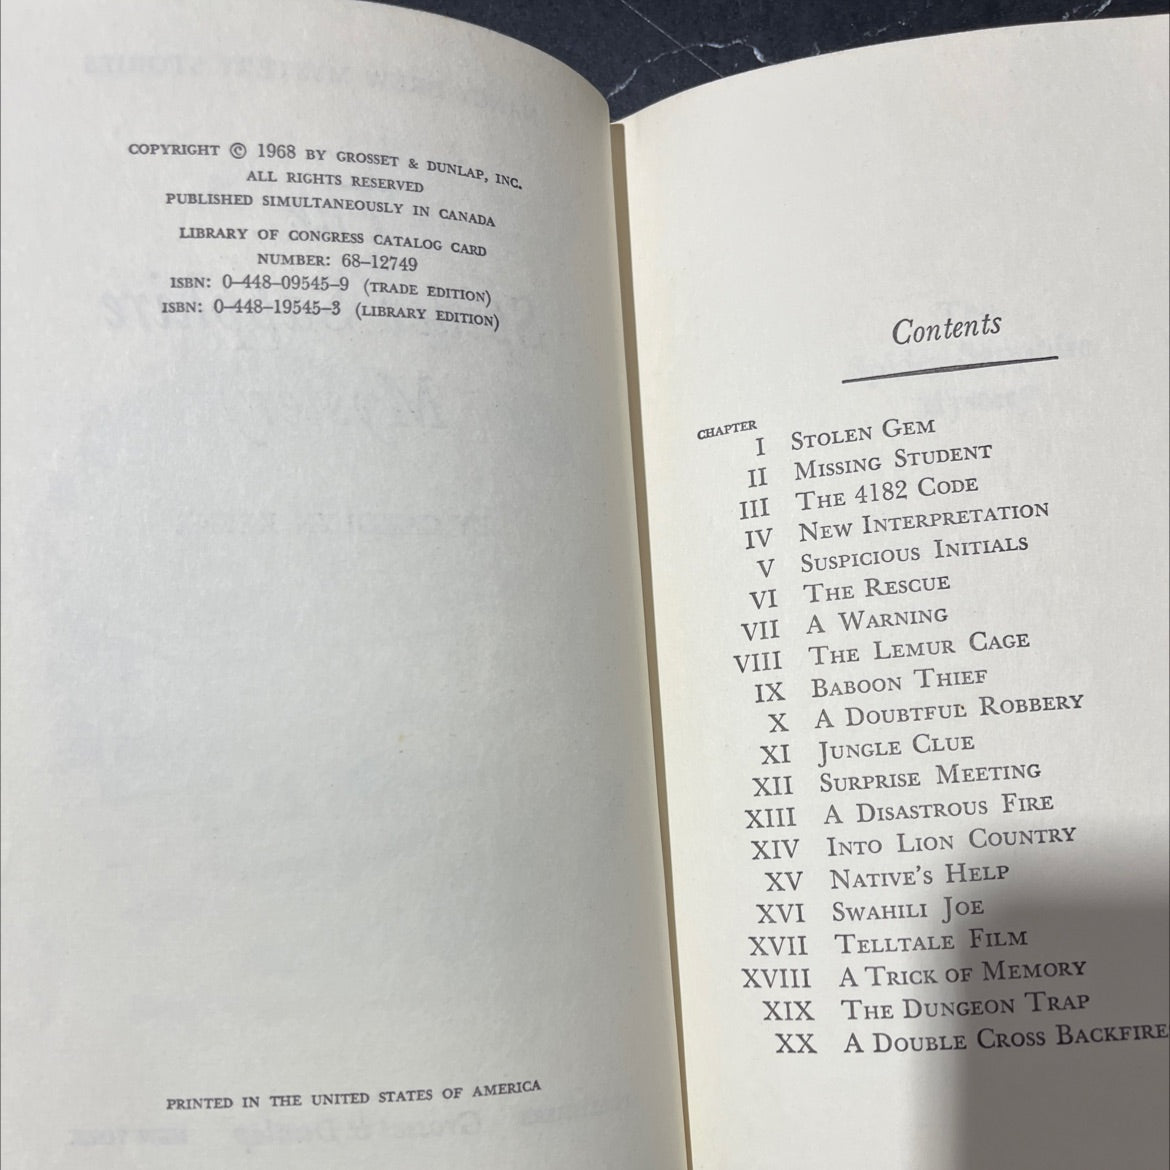 COPYRIGHT © 1968 BY GROSSET & DUNLAP, INC.
ALL RIGHTS RESERVED
PUBLISHED SIMULTANEOUSLY IN CANADA
LIBRARY OF CONGRESS CATALOG CARD
NUMBER: 68–12749
ISBN: 0–448–09545–9 (TRADE EDITION)
ISBN: 0–448–19545–3 (LIBRARY EDITION)
PRINTED IN THE UNITED STATES OF AMERICA
Contents
CHAPTER
I STOLEN GEM
II MISSING STUDENT
III THE 4182 CODE
IV NEW INTERPRETATION
V SUSPICIOUS INITIALS
VI THE RESCUE
VII A WARNING
VIII THE LEMUR CAGE
IX BABOON THIEF
X A DOUBTFUL ROBBERY
XI JUNGLE CLUE
XII SURPRISE MEETING
XIII A DISASTROUS FIRE
XIV INTO LION COUNTRY
XV NATIVE'S HELP
XVI SWAHILI JOE
XVII TELLTALE FILM
XVIII A TRICK OF MEMORY
XIX THE DUNGEON TRAP
XX A DOUBLE CROSS BACKFIRE